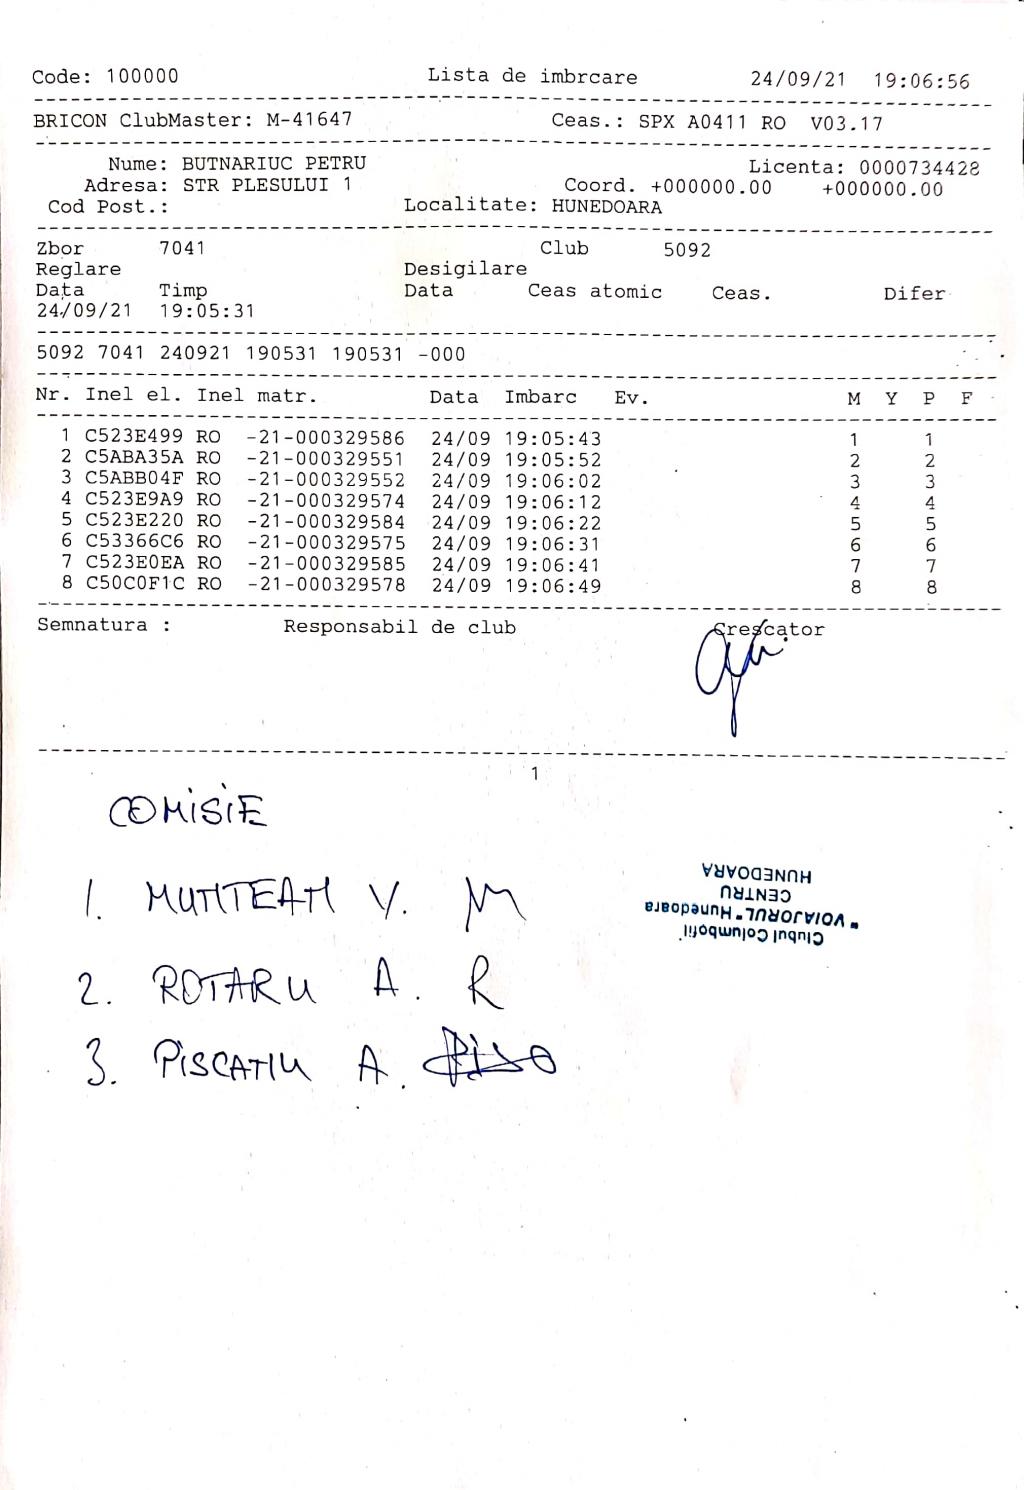 Code: 100000 Lista de imbrcare 24/09/21 19:06:56
BRICON ClubMaster: M-41647 Ceas.: SPX A0411 RO V03.17
Nume: BUTNARIUC PETRU Licenta: 0000734428
Adresa: STR PLESULUI 1 Coord. +000000.00 +000000.00
Cod Post.: Localitate: HUNEDOARA
Zbor 7041 Club 5092
Reglare Desigilare
Data Timp Data Ceas atomic Ceas. Difer
24/09/21 19:05:31
5092 7041 240921 190531 190531 -000
Nr. Inel el. Inel matr. Data Imbarc Ev. M Y P F
1 C523E499 RO -21-000329586 24/09 19:05:43 1 1
2 C5ABA35A RO -21-000329551 24/09 19:05:52 2 2
3 C5ABB04F RO -21-000329552 24/09 19:06:02 3 3
4 C523E9A9 RO -21-000329574 24/09 19:06:12 4 4
5 C523E220 RO -21-000329584 24/09 19:06:22 5 5
6 C53366C6 RO -21-000329575 24/09 19:06:31 6 6
7 C523E0EA RO -21-000329585 24/09 19:06:41 7 7
8 C50C0F1C RO -21-000329578 24/09 19:06:49 8 8
Semnatura : Responsabil de club Crescator
1
COMISIE
1. MUNTEAN V. M
2. ROTARU A. R
3. PISCANU A.
Clubul Columbofil
"VOIAJORUL" Hunedoara
CENTRU
HUNEDOARA